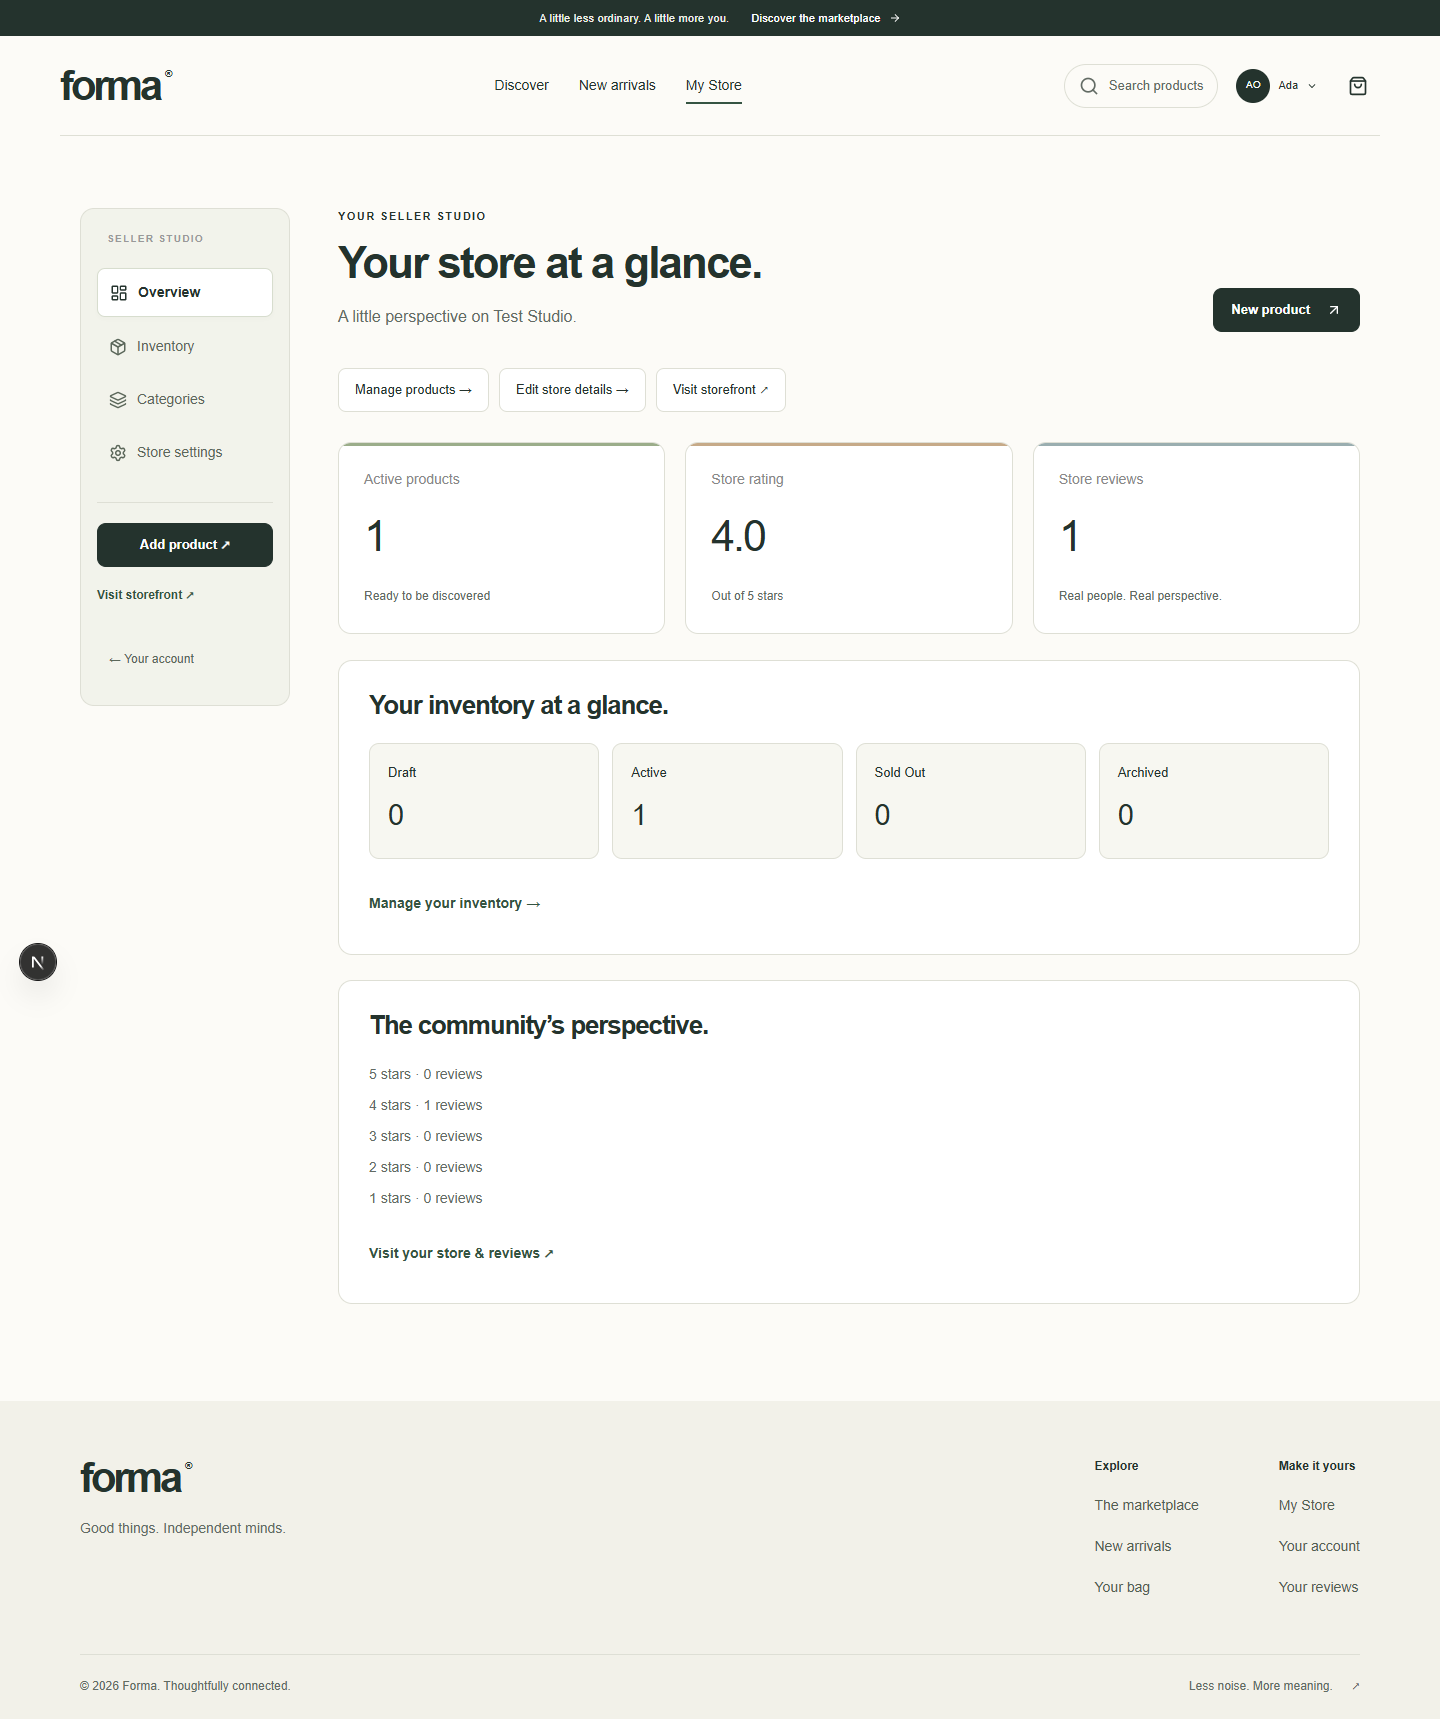 A little less ordinary. A little more you. Discover the marketplace →
forma®
Discover New arrivals My Store
Search products
AO Ada
SELLER STUDIO
Overview
Inventory
Categories
Store settings
Add product ↗
Visit storefront ↗
← Your account
YOUR SELLER STUDIO
Your store at a glance.
A little perspective on Test Studio.
New product ↗
Manage products → Edit store details → Visit storefront ↗
Active products
1
Ready to be discovered
Store rating
4.0
Out of 5 stars
Store reviews
1
Real people. Real perspective.
Your inventory at a glance.
Draft
0
Active
1
Sold Out
0
Archived
0
Manage your inventory →
The community’s perspective.
5 stars · 0 reviews
4 stars · 1 reviews
3 stars · 0 reviews
2 stars · 0 reviews
1 stars · 0 reviews
Visit your store & reviews ↗
N
forma®
Good things. Independent minds.
Explore
The marketplace
New arrivals
Your bag
Make it yours
My Store
Your account
Your reviews
© 2026 Forma. Thoughtfully connected.
Less noise. More meaning. ↗